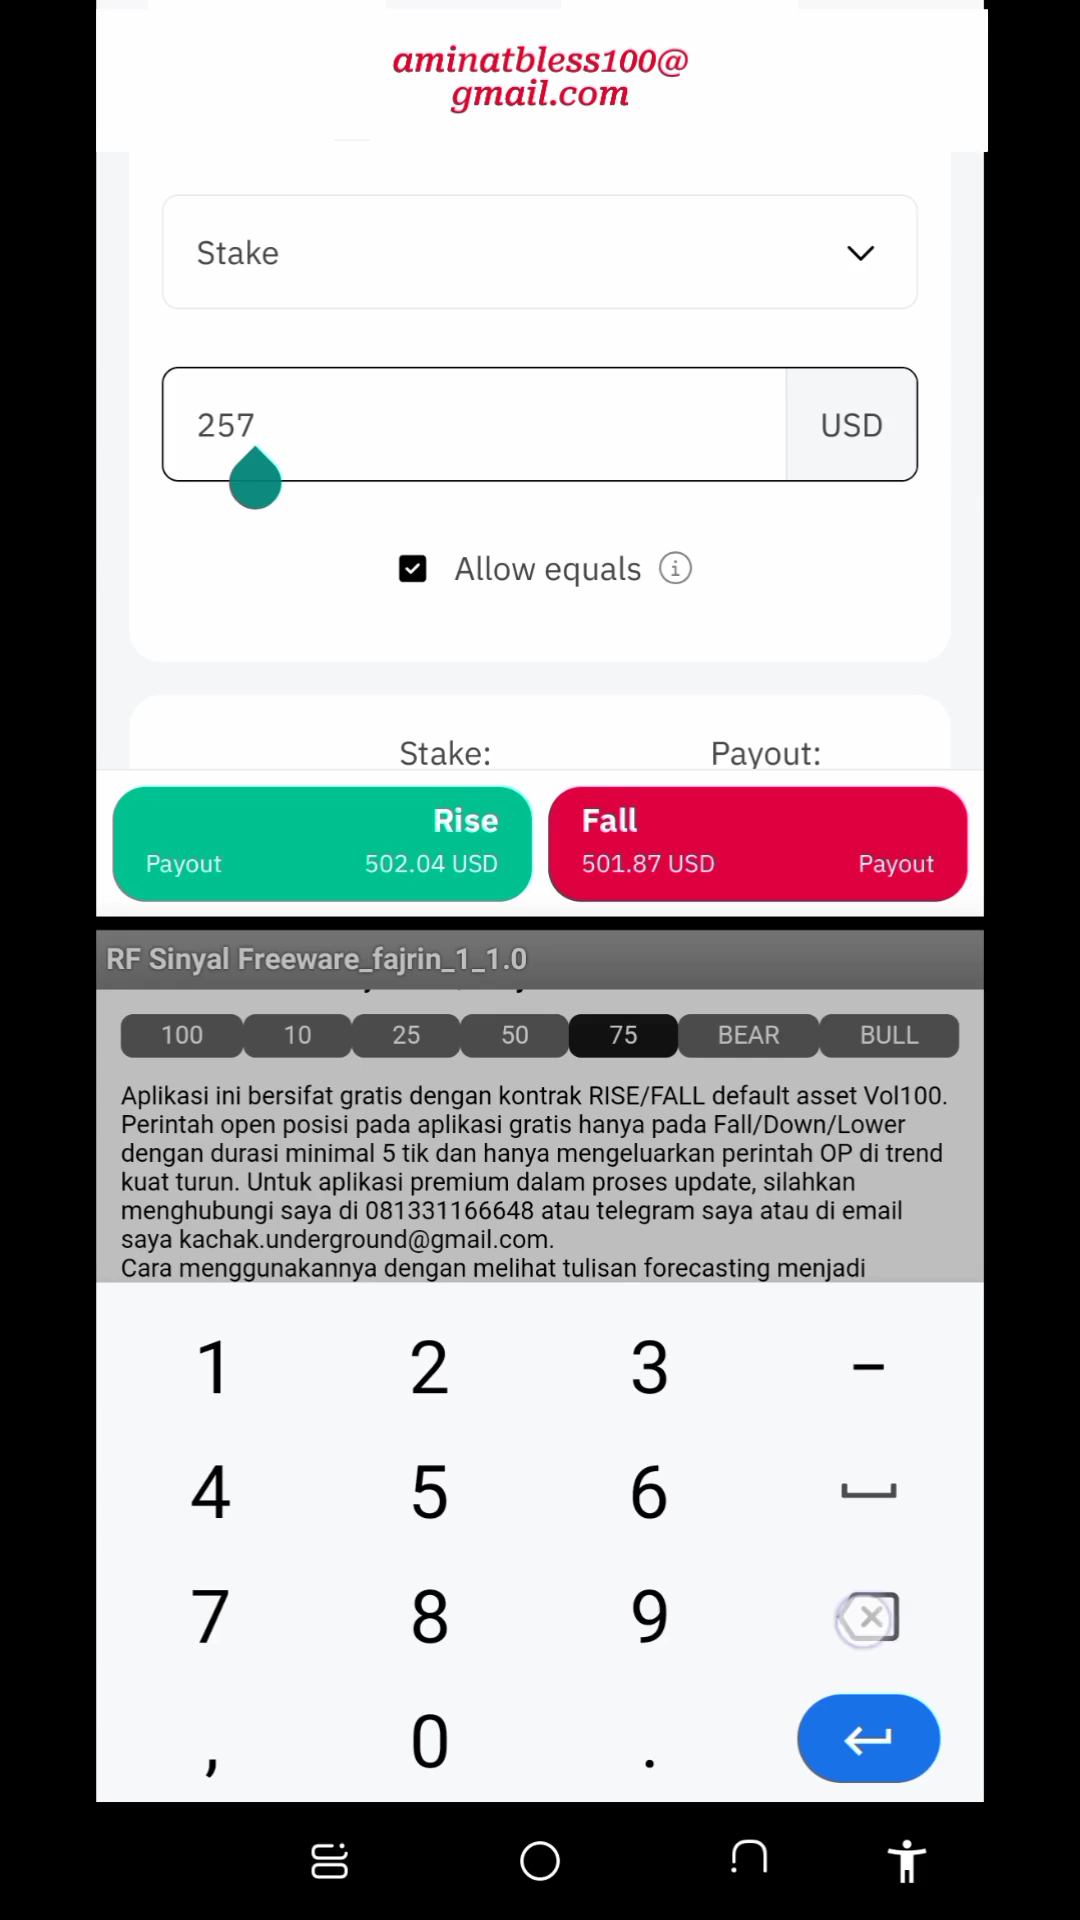 aminatbless100@
gmail.com
Stake
257 USD
Allow equals
Stake: Payout:
Rise
Payout 502.04 USD
Fall
501.87 USD Payout
RF Sinyal Freeware_fajrin_1_1.0
100 10 25 50 75 BEAR BULL
Aplikasi ini bersifat gratis dengan kontrak RISE/FALL default asset Vol100.
Perintah open posisi pada aplikasi gratis hanya pada Fall/Down/Lower
dengan durasi minimal 5 tik dan hanya mengeluarkan perintah OP di trend
kuat turun. Untuk aplikasi premium dalam proses update, silahkan
menghubungi saya di 081331166648 atau telegram saya atau di email
saya kachak.underground@gmail.com.
Cara menggunakannya dengan melihat tulisan forecasting menjadi
1 2 3 –
4 5 6
7 8 9
, 0 .